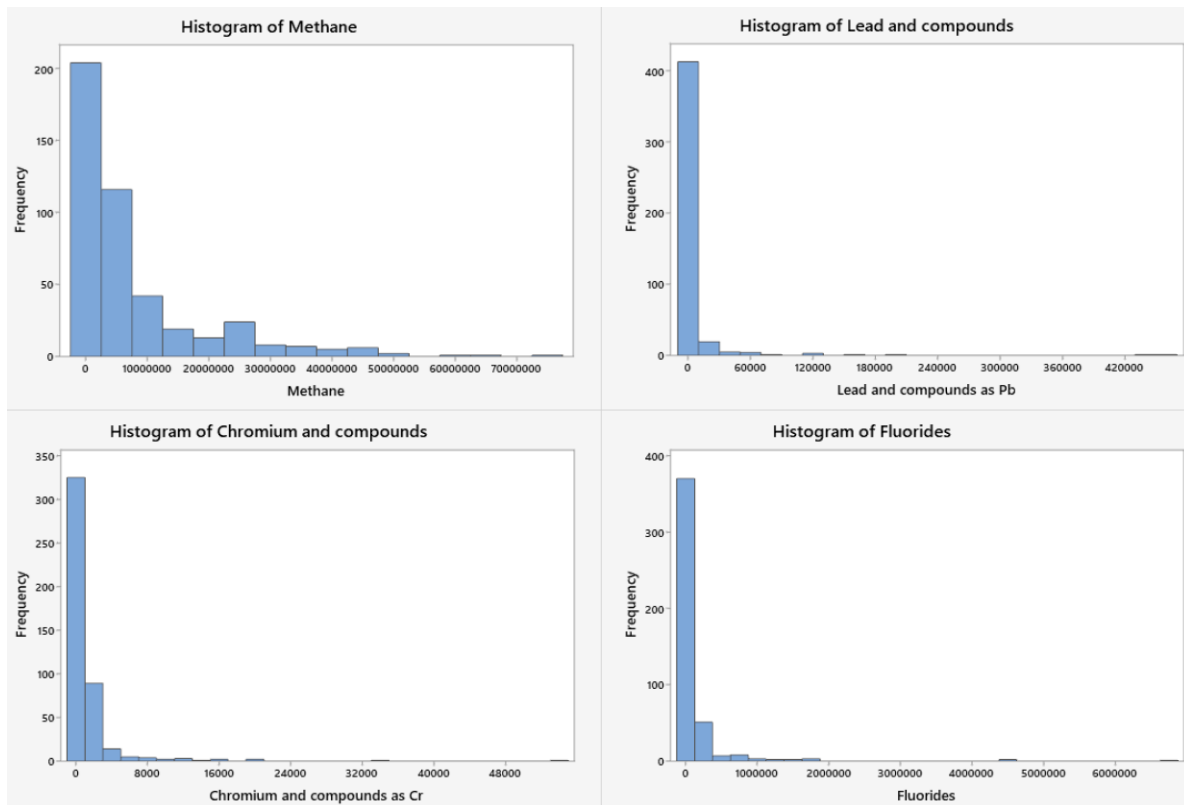 Histogram of Methane
200
150
100
50
0
Frequency
0 10000000 20000000 30000000 40000000 50000000 60000000 70000000
Methane
Histogram of Lead and compounds
400
300
200
100
0
Frequency
0 60000 120000 180000 240000 300000 360000 420000
Lead and compounds as Pb
Histogram of Chromium and compounds
350
300
250
200
150
100
50
0
Frequency
0 8000 16000 24000 32000 40000 48000
Chromium and compounds as Cr
Histogram of Fluorides
400
300
200
100
0
Frequency
0 1000000 2000000 3000000 4000000 5000000 6000000
Fluorides